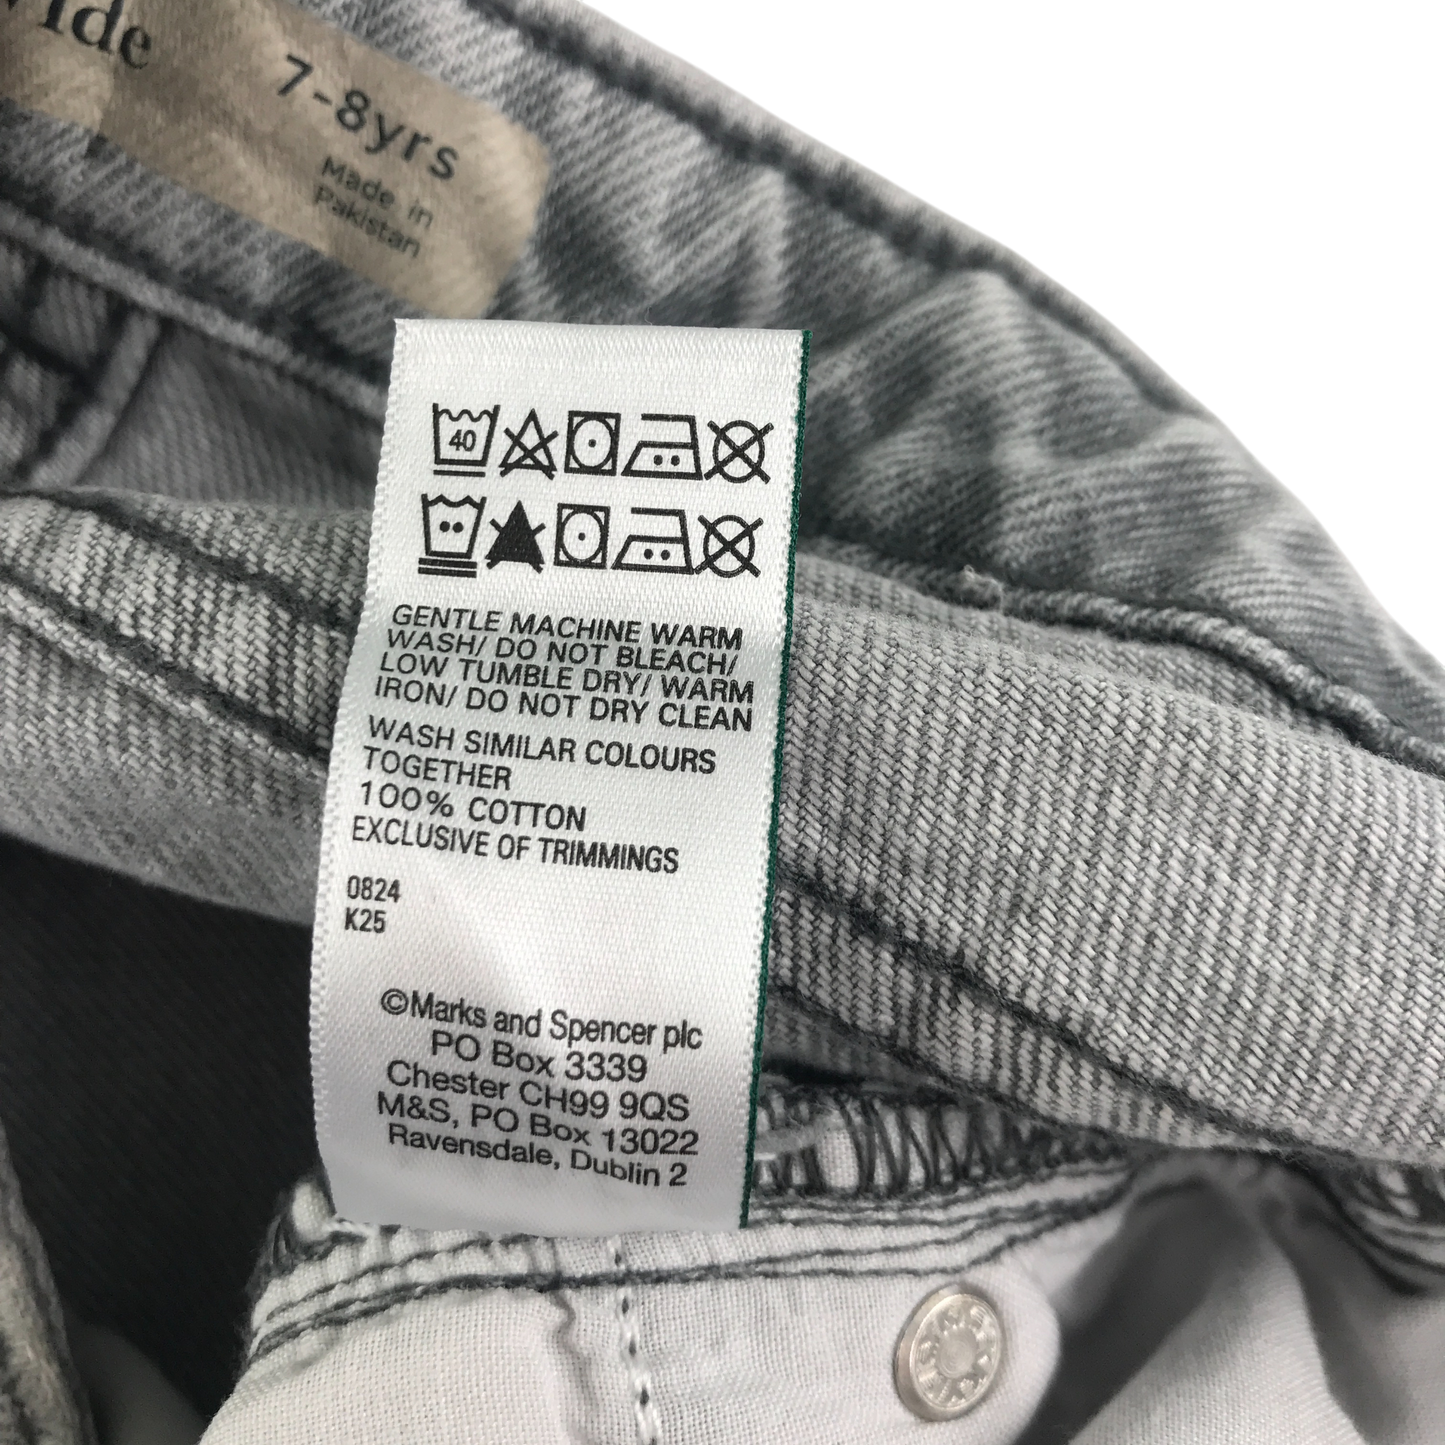 ide
7-8yrs
Made in
Pakistan
40
GENTLE MACHINE WARM
WASH/ DO NOT BLEACH/
LOW TUMBLE DRY/ WARM
IRON/ DO NOT DRY CLEAN
WASH SIMILAR COLOURS
TOGETHER
100% COTTON
EXCLUSIVE OF TRIMMINGS
0824
K25
©Marks and Spencer plc
PO Box 3339
Chester CH99 9QS
M&S, PO Box 13022
Ravensdale, Dublin 2